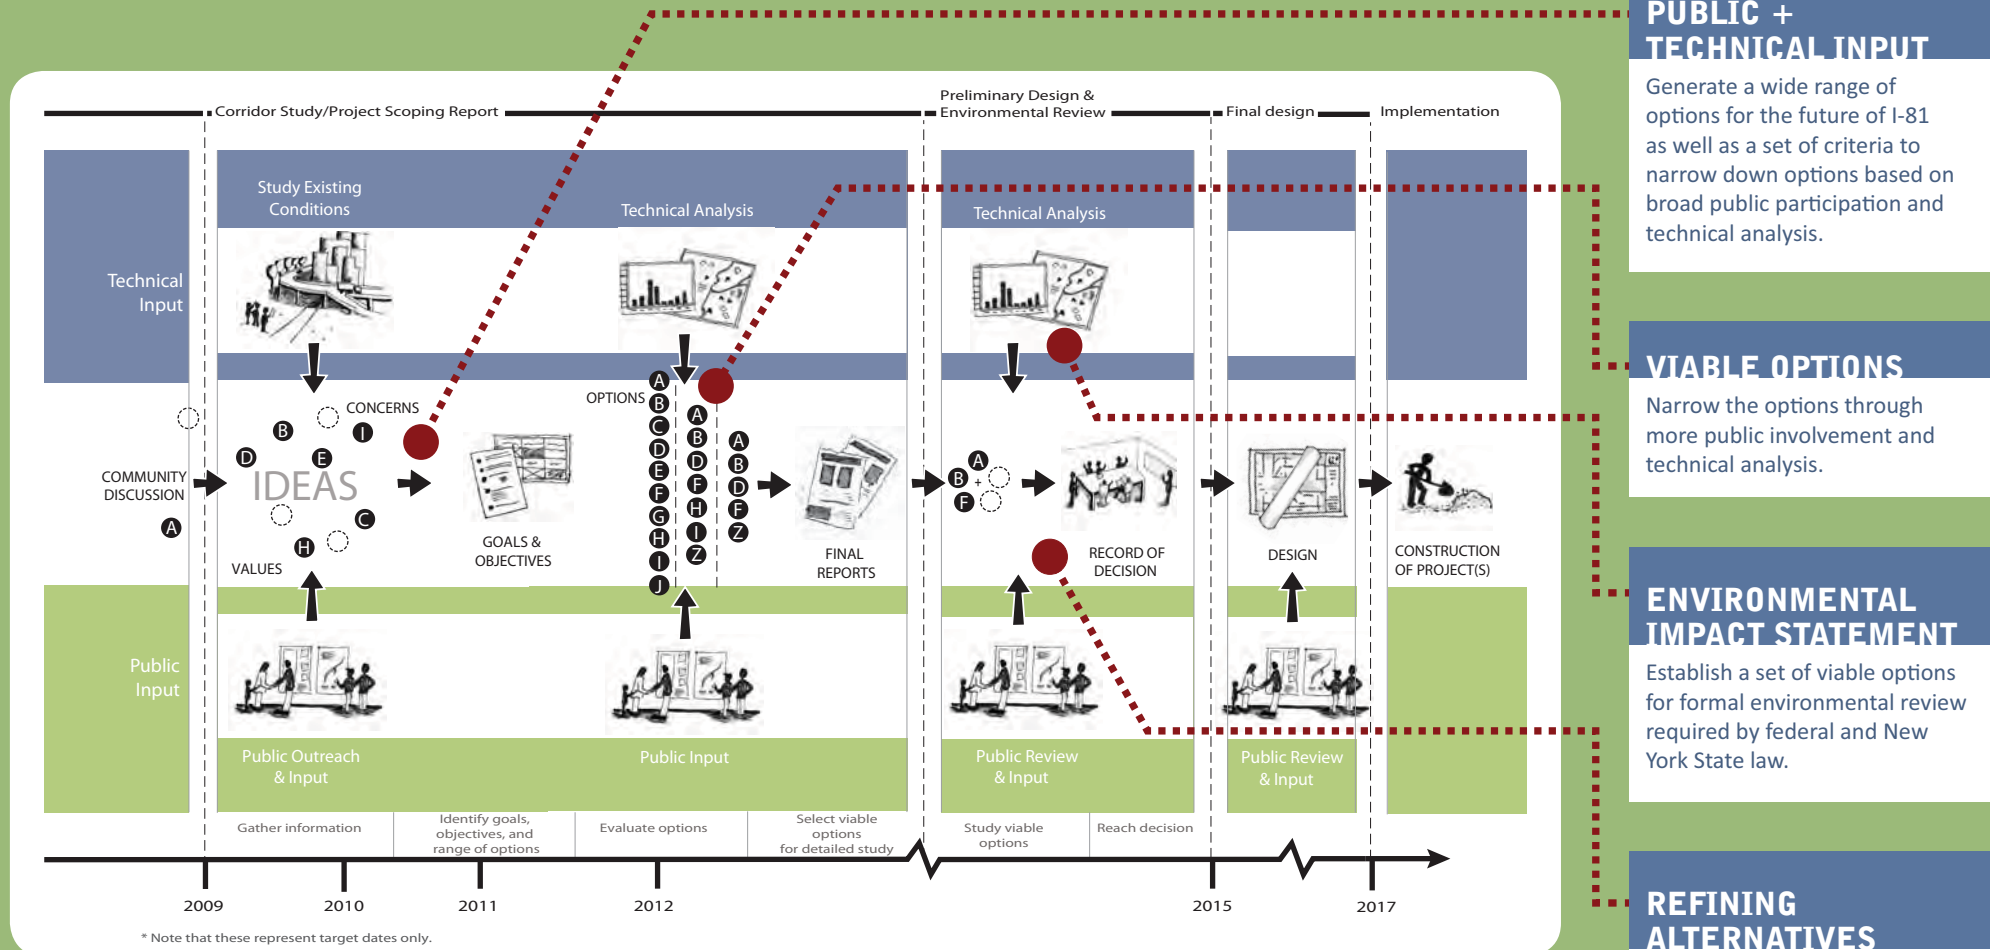 Corridor Study/Project Scoping Report
Preliminary Design &
Environmental Review
Final design
Implementation
Technical
Input
Study Existing
Conditions
Technical Analysis
Technical Analysis
COMMUNITY
DISCUSSION
A
IDEAS
CONCERNS
VALUES
B
I
D
E
C
H
GOALS &
OBJECTIVES
OPTIONS
A
B
C
D
E
F
G
H
I
J
A
B
D
F
H
I
Z
A
B
D
F
Z
FINAL
REPORTS
A
B +
F
RECORD OF
DECISION
DESIGN
CONSTRUCTION
OF PROJECT(S)
Public
Input
Public Outreach
& Input
Public Input
Public Review
& Input
Public Review
& Input
Gather information
Identify goals,
objectives, and
range of options
Evaluate options
Select viable
options
for detailed study
Study viable
options
Reach decision
2009
2010
2011
2012
2015
2017
* Note that these represent target dates only.
PUBLIC +
TECHNICAL INPUT
Generate a wide range of
options for the future of I-81
as well as a set of criteria to
narrow down options based on
broad public participation and
technical analysis.
VIABLE OPTIONS
Narrow the options through
more public involvement and
technical analysis.
ENVIRONMENTAL
IMPACT STATEMENT
Establish a set of viable options
for formal environmental review
required by federal and New
York State law.
REFINING
ALTERNATIVES